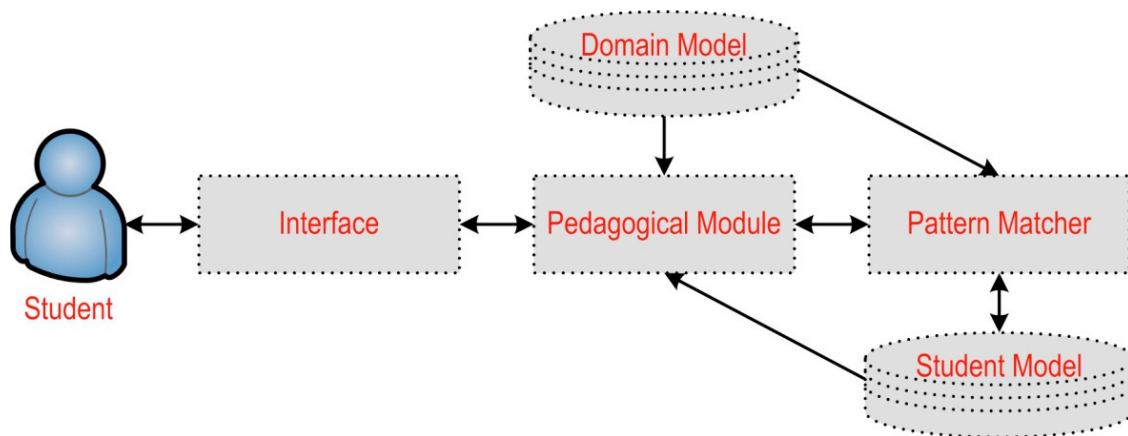 Domain Model
Interface
Pedagogical Module
Pattern Matcher
Student
Student Model